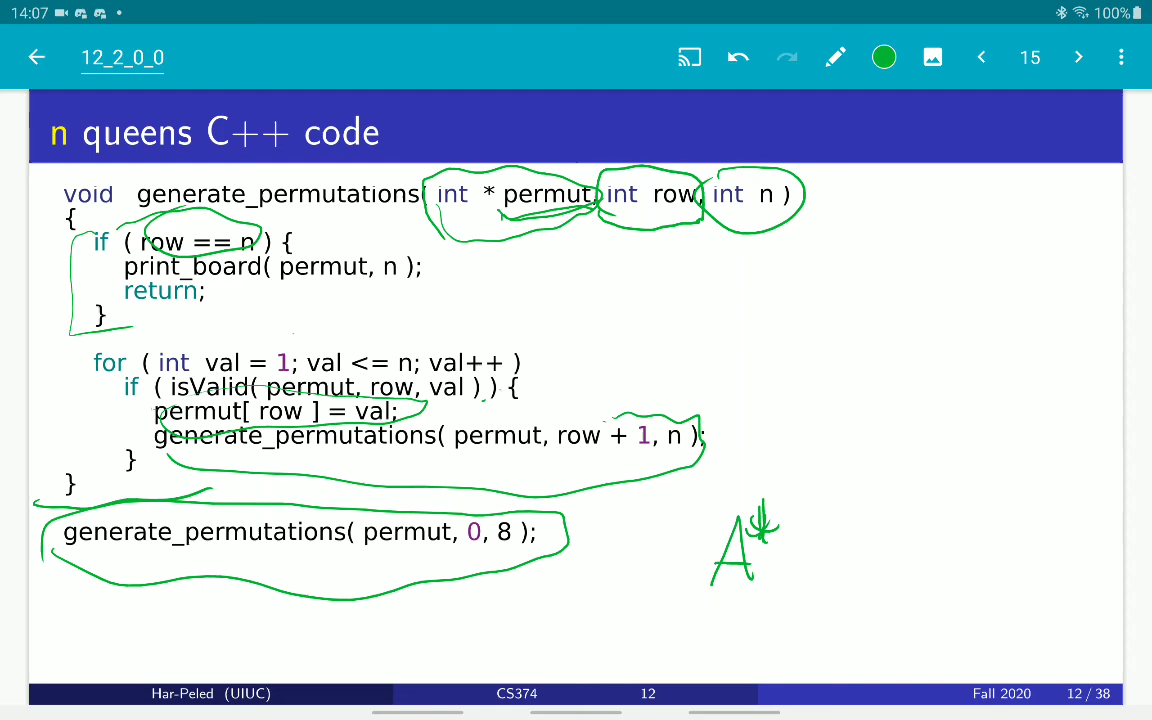 14:07 100%
12_2_0_0 15
n queens C++ code
void generate_permutations( int * permut, int row, int n )
{
if ( row == n ) {
print_board( permut, n );
return;
}
for ( int val = 1; val <= n; val++ )
if ( isValid( permut, row, val ) ) {
permut[ row ] = val;
generate_permutations( permut, row + 1, n );
}
}
generate_permutations( permut, 0, 8 );
A*
Har-Peled (UIUC) CS374 12 Fall 2020 12 / 38